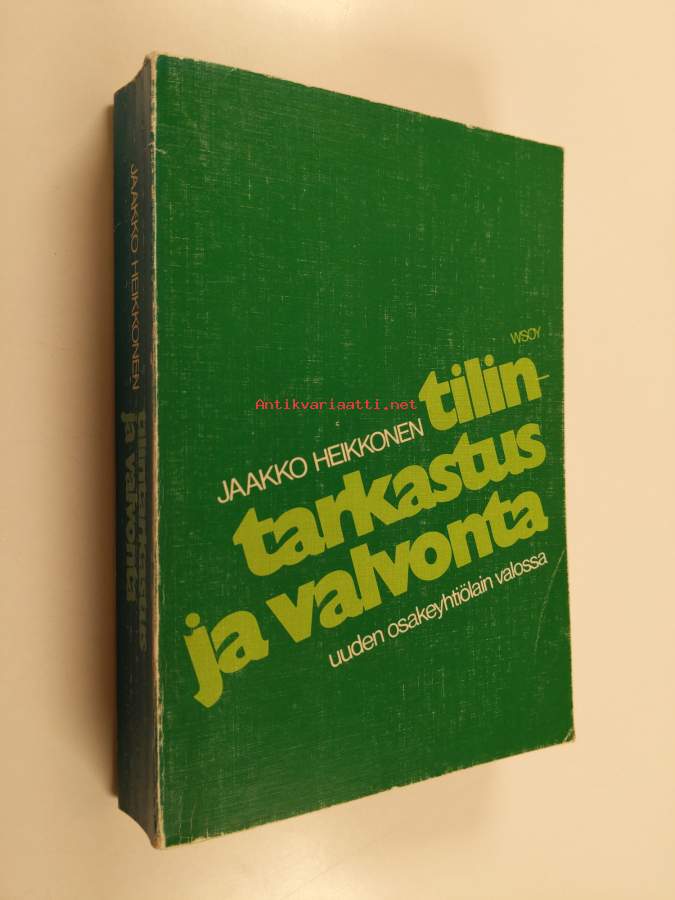 WSOY
JAAKKO HEIKKONEN tilin-
tarkastus
ja valvonta
uuden osakeyhtiölain valossa
Antikvariaatti.net
JAAKKO HEIKKONEN tilintarkastus
ja valvonta